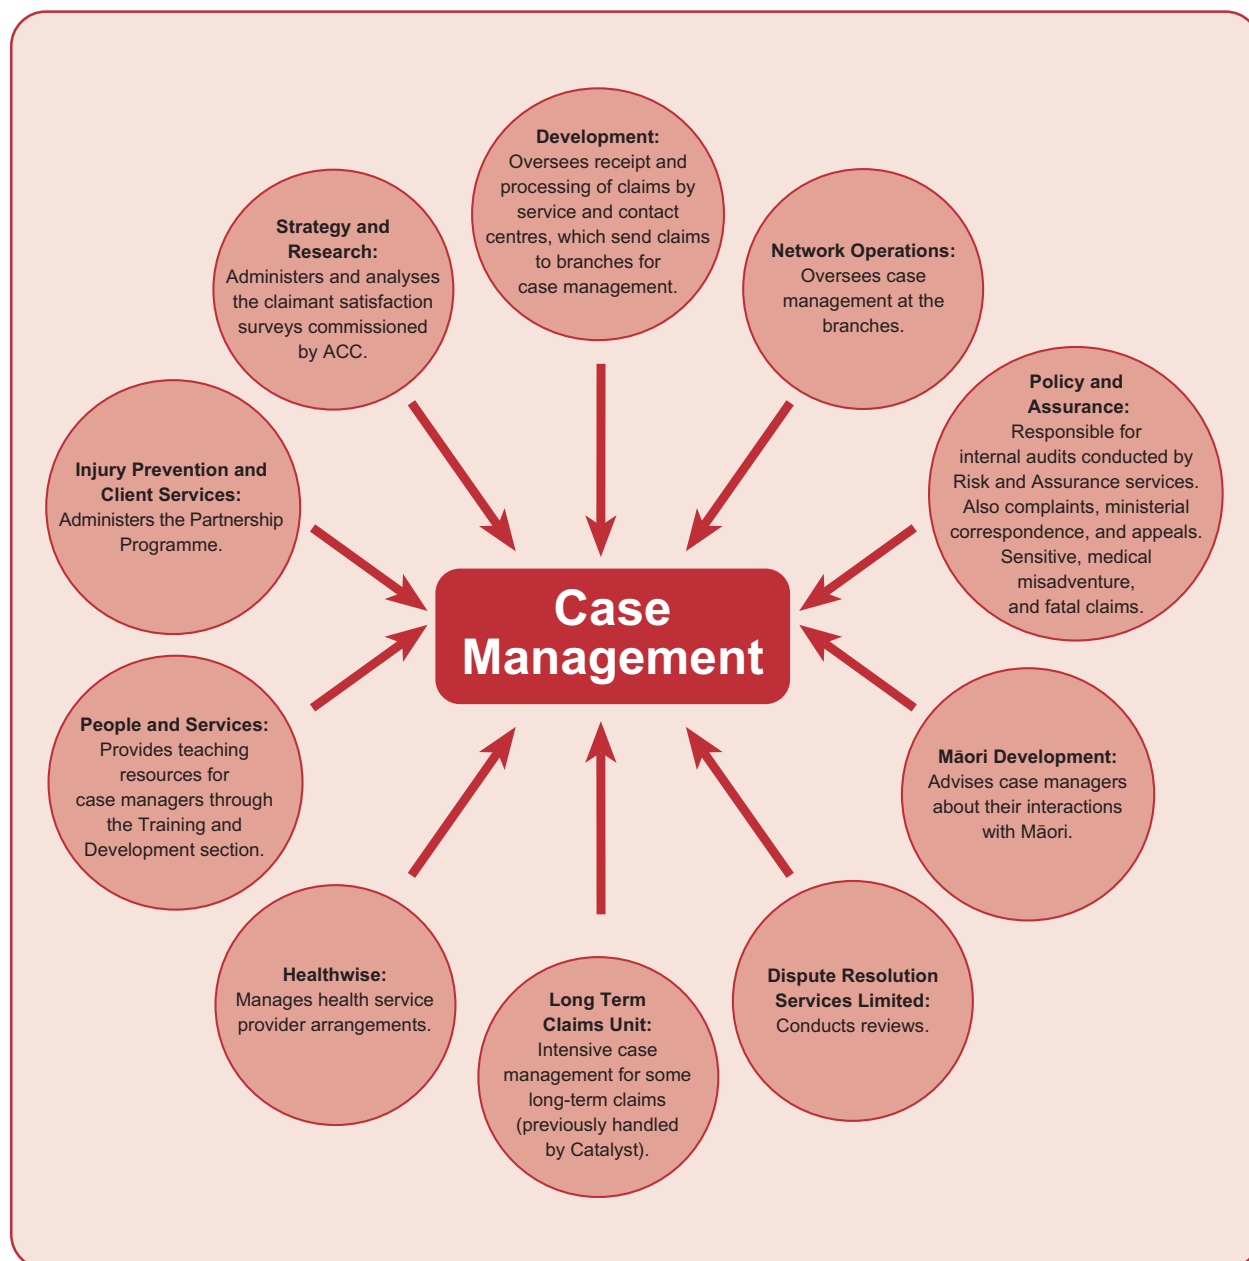 Development:
Oversees receipt and
processing of claims by
service and contact
centres, which send claims
to branches for
case management.
Strategy and
Research:
Administers and analyses
the claimant satisfaction
surveys commissioned
by ACC.
Network Operations:
Oversees case
management at the
branches.
Policy and
Assurance:
Responsible for
internal audits conducted by
Risk and Assurance services.
Also complaints, ministerial
correspondence, and appeals.
Sensitive, medical
misadventure,
and fatal claims.
Injury Prevention and
Client Services:
Administers the Partnership
Programme.
Case
Management
People and Services:
Provides teaching
resources for
case managers through
the Training and
Development section.
Māori Development:
Advises case managers
about their interactions
with Māori.
Healthwise:
Manages health service
provider arrangements.
Long Term
Claims Unit:
Intensive case
management for some
long-term claims
(previously handled
by Catalyst).
Dispute Resolution
Services Limited:
Conducts reviews.